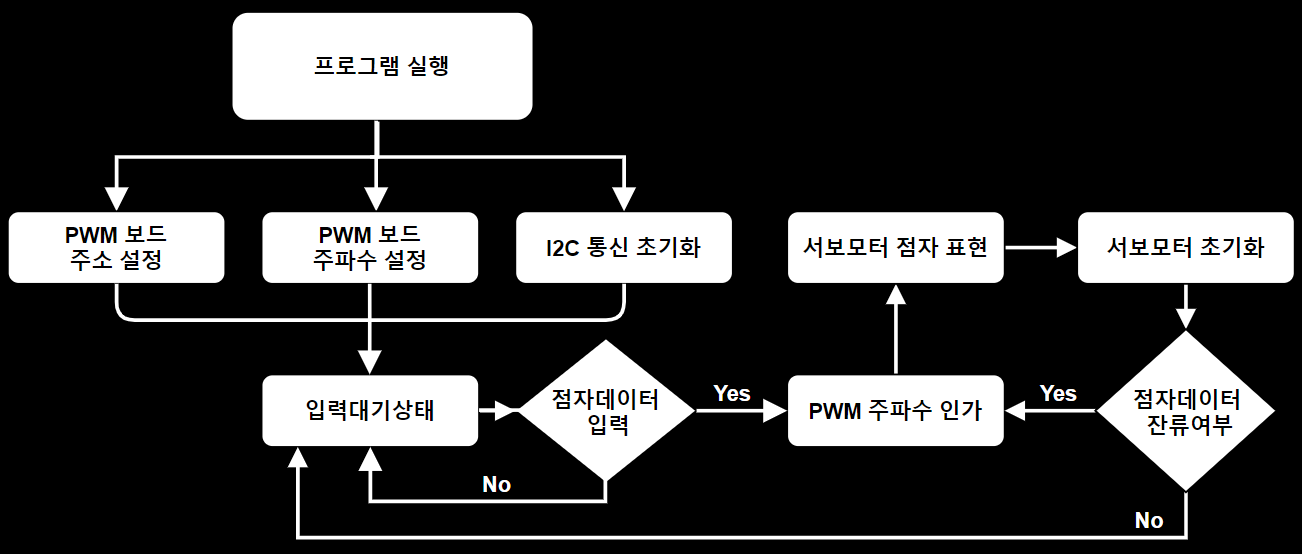 프로그램 실행
PWM 보드
주소 설정
PWM 보드
주파수 설정
I2C 통신 초기화
서보모터 점자 표현
서보모터 초기화
입력대기상태
점자데이터
입력
Yes
PWM 주파수 인가
Yes
점자데이터
잔류여부
No
No